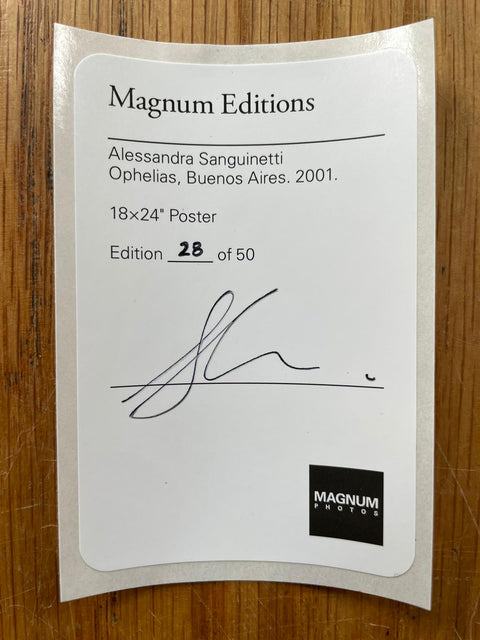 Magnum Editions
Alessandra Sanguinetti
Ophelias, Buenos Aires. 2001.
18×24" Poster
Edition 28 of 50
MAGNUM
PHOTOS